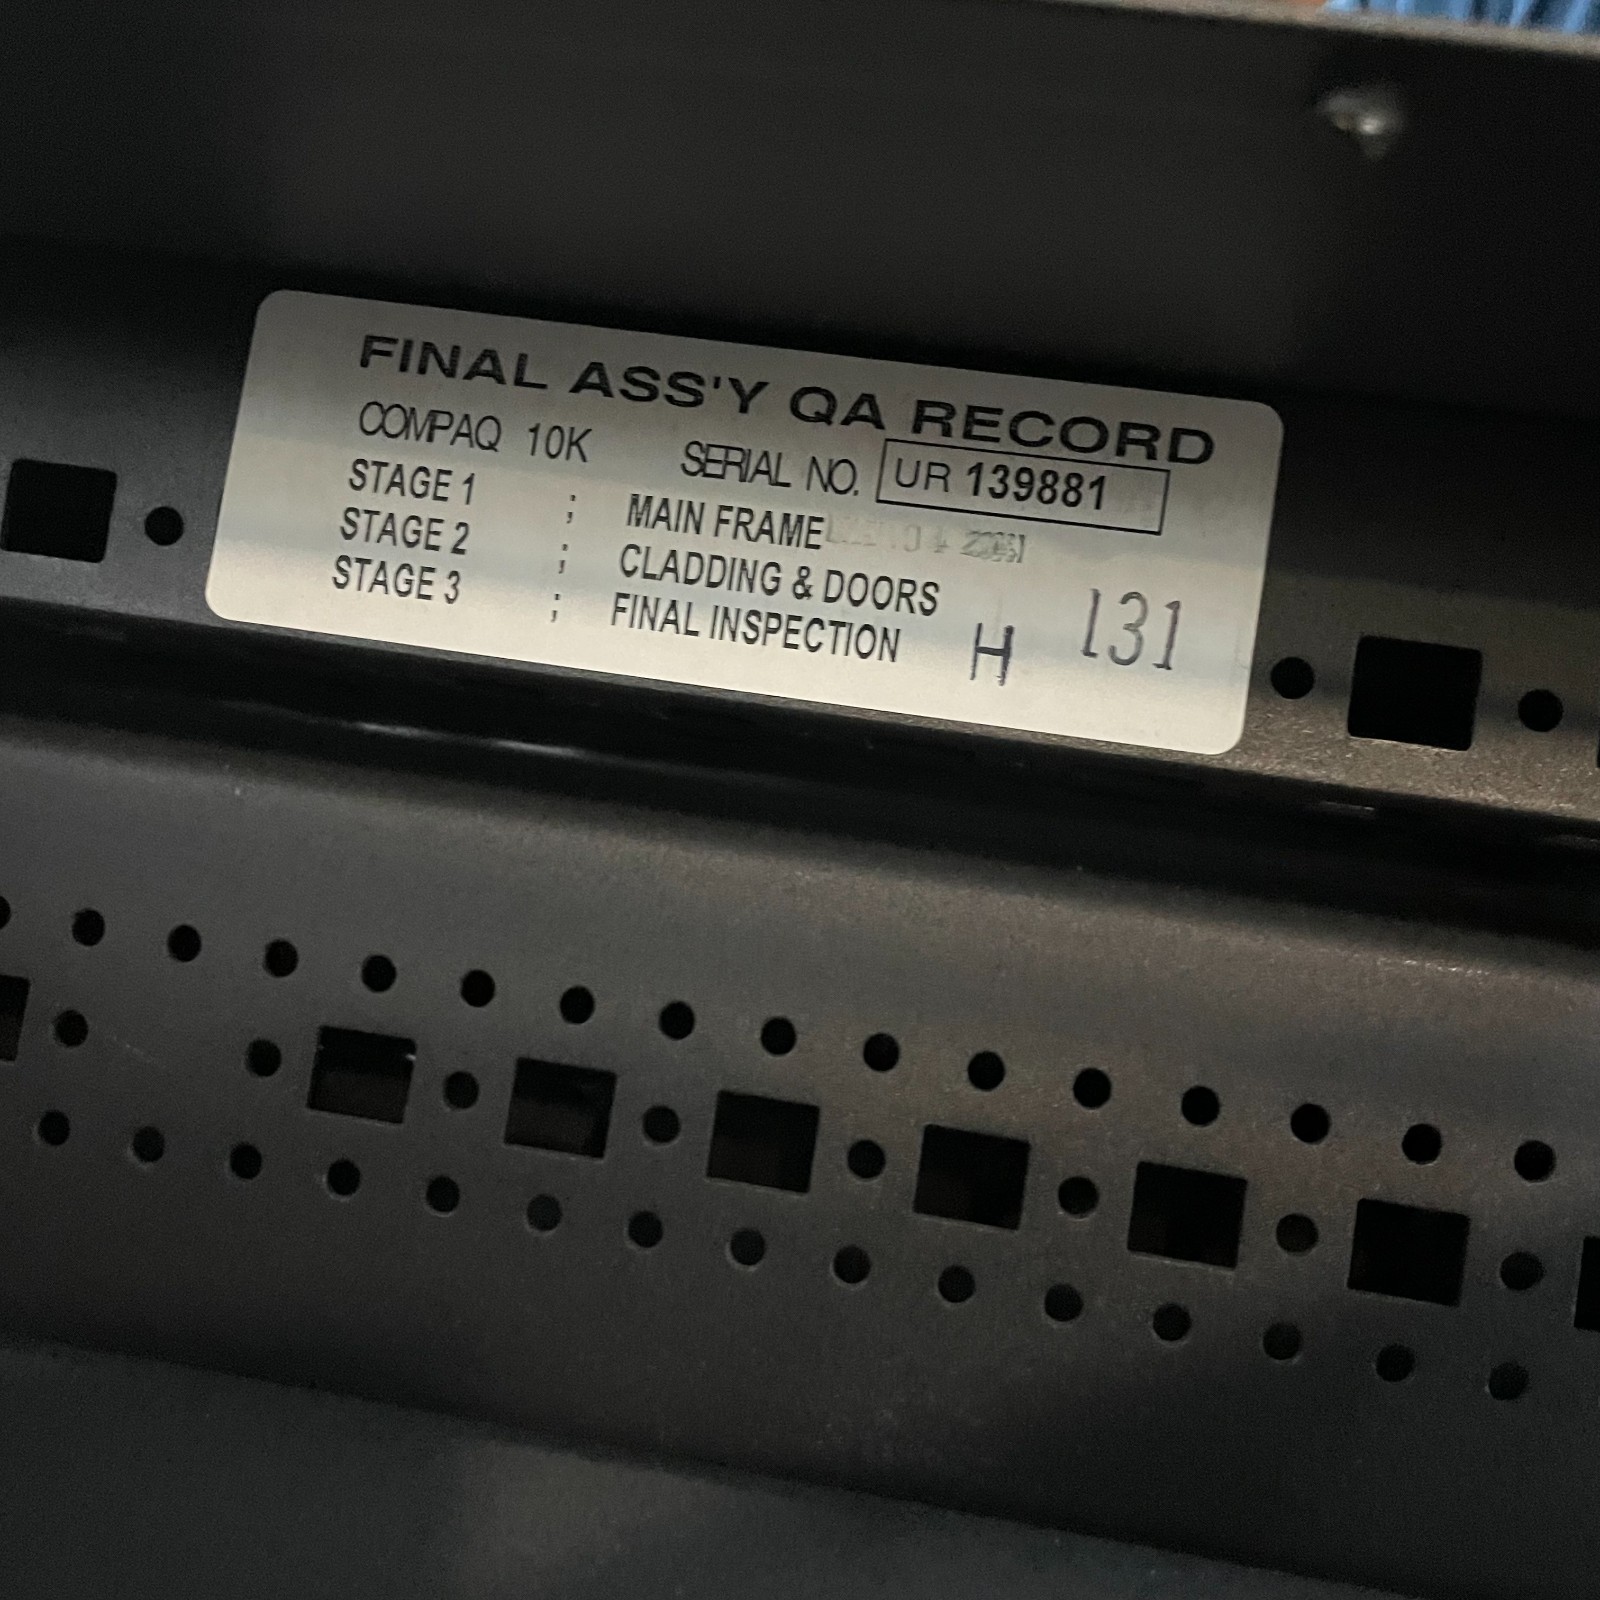 FINAL ASS'Y QA RECORD
COMPAQ 10K SERIAL NO. UR 139881
STAGE 1 ; MAIN FRAME
STAGE 2 ; CLADDING & DOORS
STAGE 3 ; FINAL INSPECTION H 131